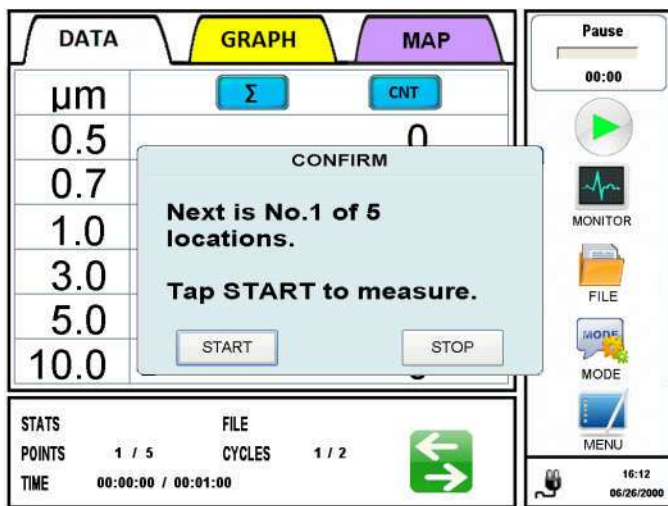 DATA
GRAPH
MAP
µm
Σ
CNT
0.5
0
0.7
1.0
3.0
5.0
10.0
CONFIRM
Next is No.1 of 5
locations.
Tap START to measure.
START
STOP
STATS
FILE
POINTS 1 / 5
CYCLES 1 / 2
TIME 00:00:00 / 00:01:00
Pause
00:00
MONITOR
FILE
MODE
MODE
MENU
16:12
06/26/2000